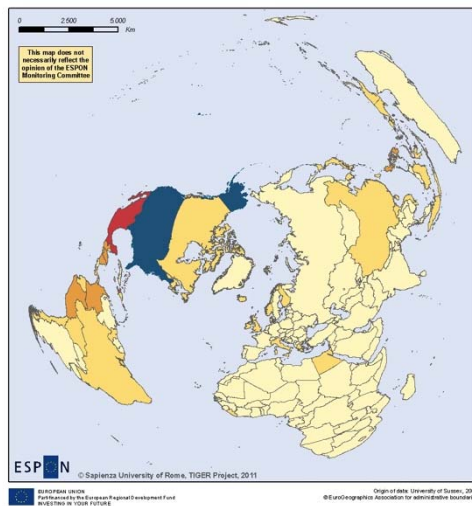 0 2 500 5 000
Km
This map does not
necessarily reflect the
opinion of the ESPON
Monitoring Committee
ESPON
© Sapienza University of Rome, TIGER Project, 2011
EUROPEAN UNION
Part-financed by the European Regional Development Fund
INVESTING IN YOUR FUTURE
Origin of data: University of Sussex, 20
© EuroGeographics Association for administrative boundari